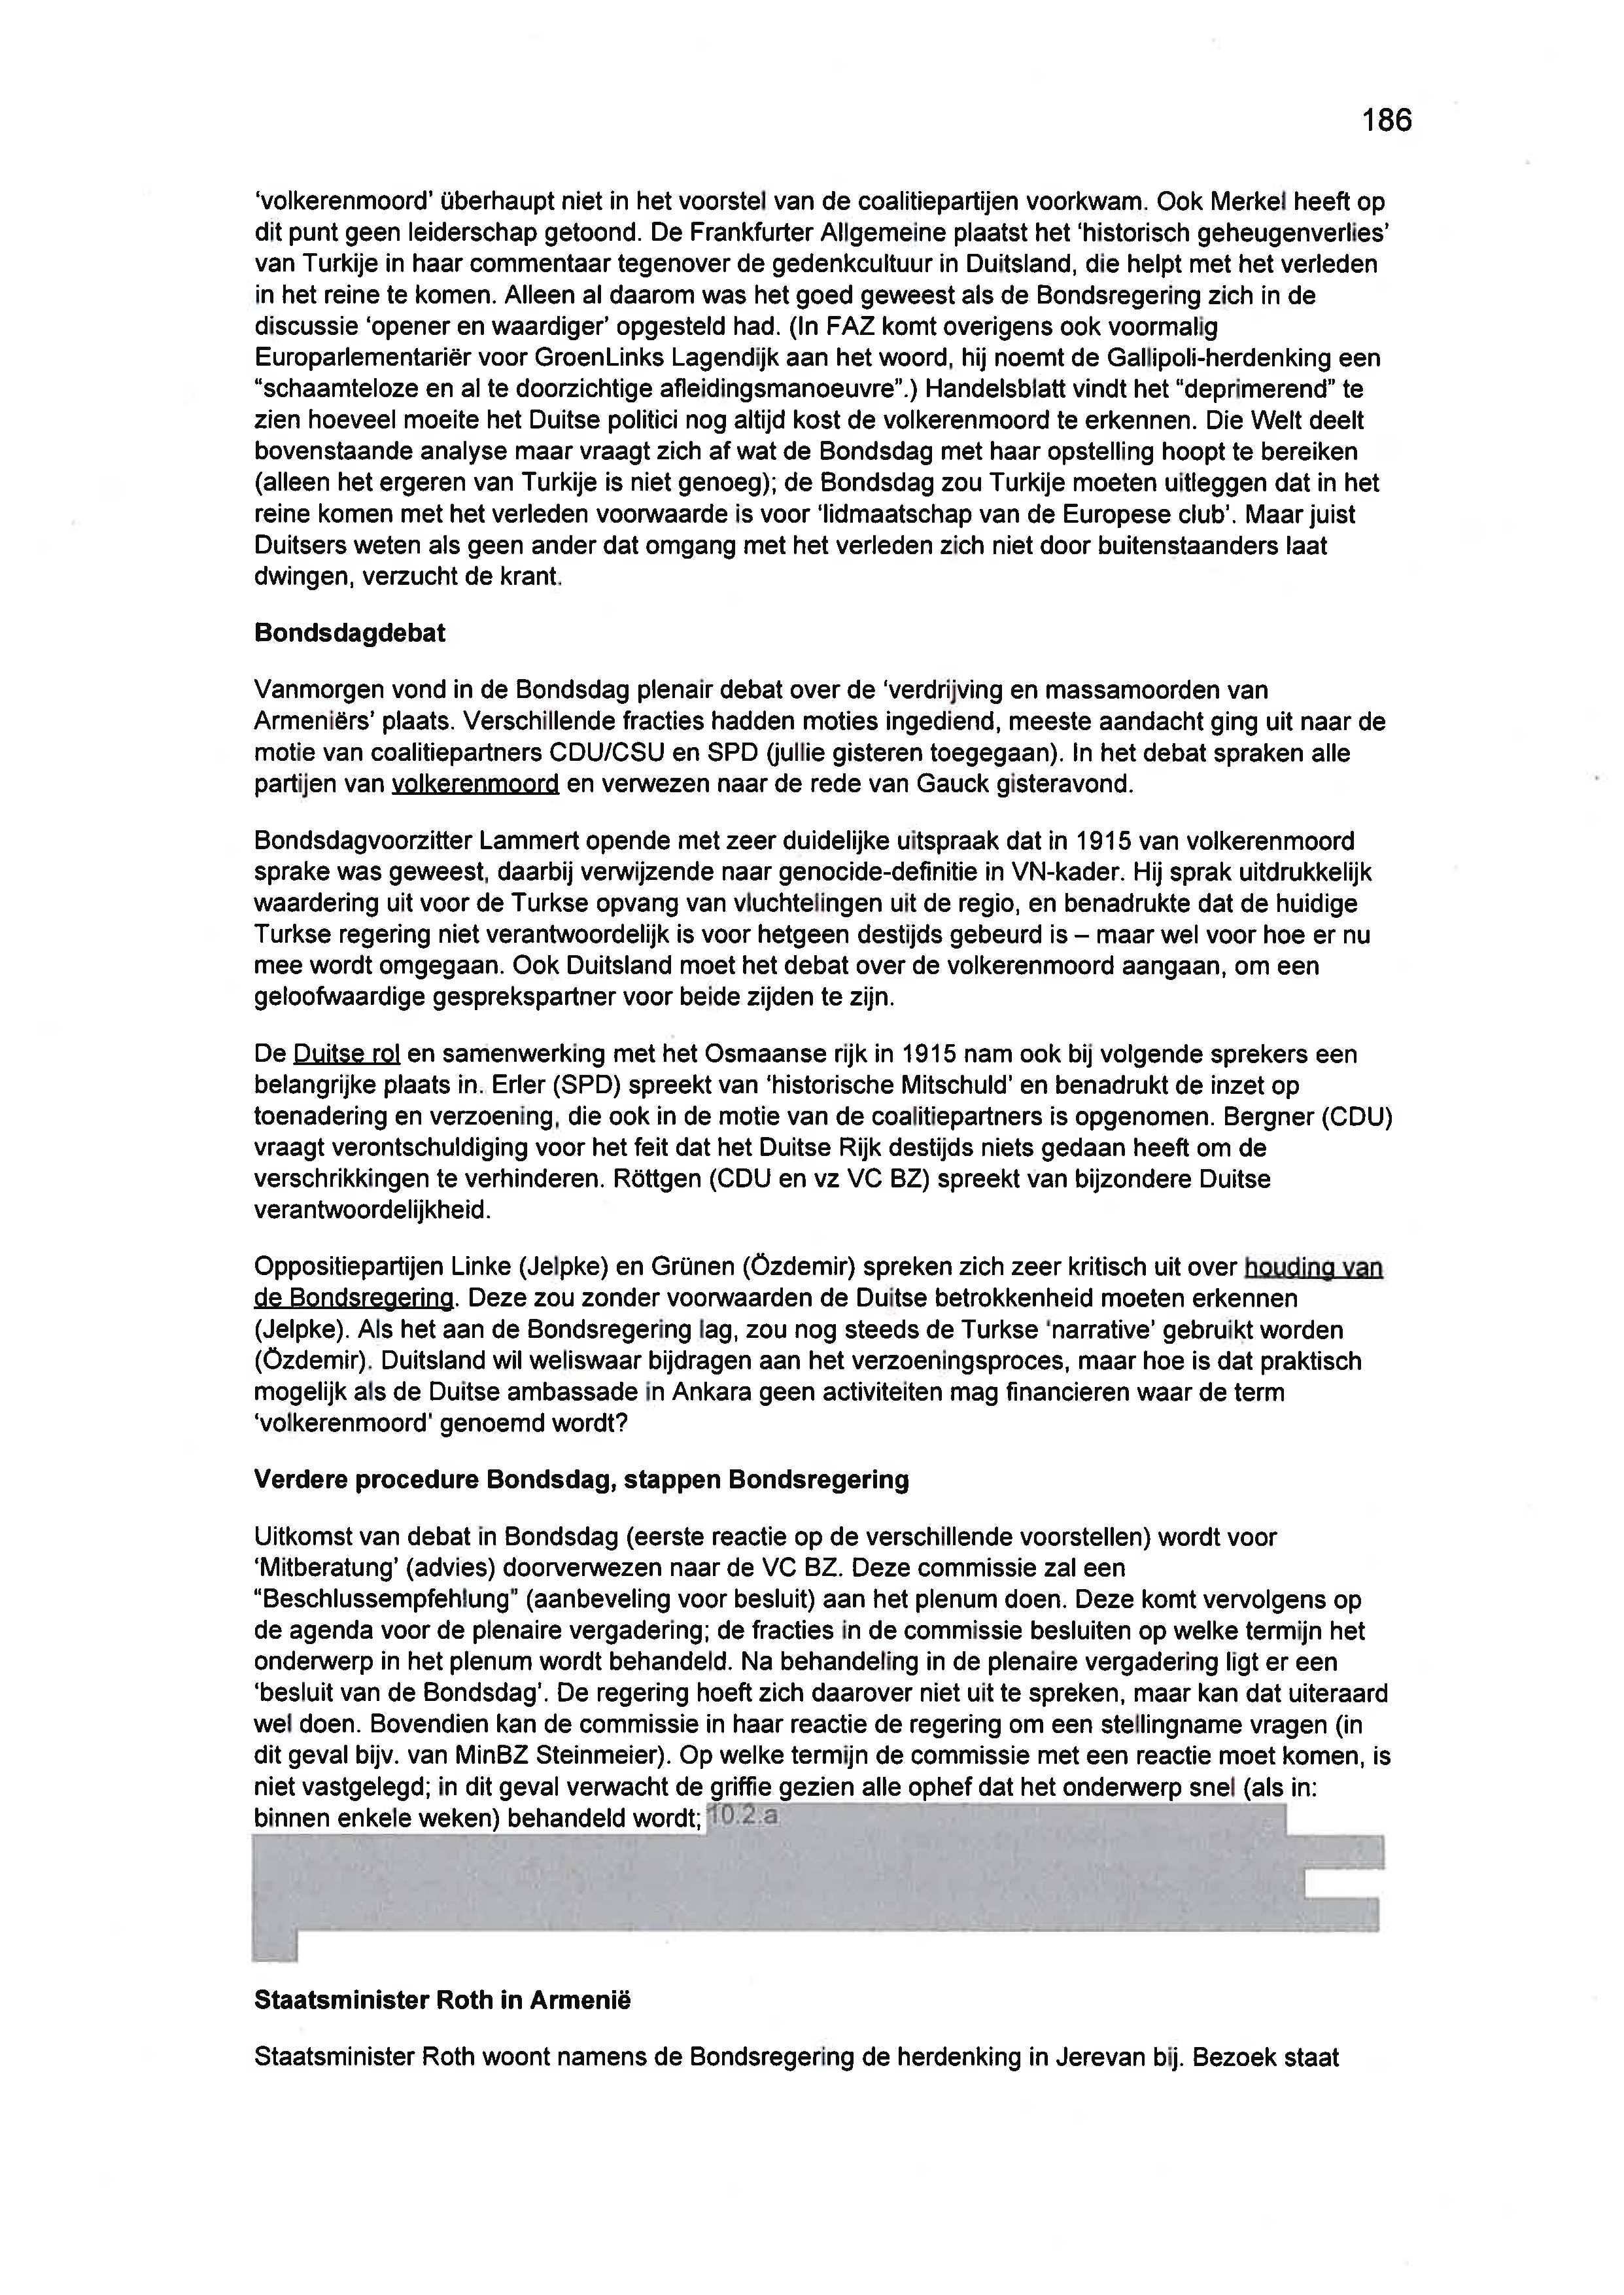 186
‘volkerenmoord’ überhaupt niet in het voorstel van de coalitiepartijen voorkwam. Ook Merkel heeft op
dit punt geen leiderschap getoond. De Frankfurter Allgemeine plaatst het ‘historisch geheugenverlies’
van Turkije in haar commentaar tegenover de gedenkcultuur in Duitsland, die helpt met het verleden
in het reine te komen. Alleen al daarom was het goed geweest als de Bondsregering zich in de
discussie ‘opener en waardiger’ opgesteld had. (In FAZ komt overigens ook voormalig
Europarlementariër voor GroenLinks Lagendijk aan het woord, hij noemt de Gallipoli-herdenking een
“schaamteloze en al te doorzichtige afleidingsmanoeuvre”.) Handelsblatt vindt het “deprimerend” te
zien hoeveel moeite het Duitse politici nog altijd kost de volkerenmoord te erkennen. Die Welt deelt
bovenstaande analyse maar vraagt zich af wat de Bondsdag met haar opstelling hoopt te bereiken
(alleen het ergeren van Turkije is niet genoeg); de Bondsdag zou Turkije moeten uitleggen dat in het
reine komen met het verleden voorwaarde is voor ‘lidmaatschap van de Europese club’. Maar juist
Duitsers weten als geen ander dat omgang met het verleden zich niet door buitenstaanders laat
dwingen, verzucht de krant.
Bondsdagdebat
Vanmorgen vond in de Bondsdag plenair debat over de ‘verdrijving en massamoorden van
Armeniërs’ plaats. Verschillende fracties hadden moties ingediend, meeste aandacht ging uit naar de
motie van coalitiepartners CDU/CSU en SPD (jullie gisteren toegegaan). In het debat spraken alle
partijen van volkerenmoord en verwezen naar de rede van Gauck gisteravond.
Bondsdagvoorzitter Lammert opende met zeer duidelijke uitspraak dat in 1915 van volkerenmoord
sprake was geweest, daarbij verwijzende naar genocide-definitie in VN-kader. Hij sprak uitdrukkelijk
waardering uit voor de Turkse opvang van vluchtelingen uit de regio, en benadrukte dat de huidige
Turkse regering niet verantwoordelijk is voor hetgeen destijds gebeurd is – maar wel voor hoe er nu
mee wordt omgegaan. Ook Duitsland moet het debat over de volkerenmoord aangaan, om een
geloofwaardige gesprekspartner voor beide zijden te zijn.
De Duitse rol en samenwerking met het Osmaanse rijk in 1915 nam ook bij volgende sprekers een
belangrijke plaats in. Erler (SPD) spreekt van ‘historische Mitschuld’ en benadrukt de inzet op
toenadering en verzoening, die ook in de motie van de coalitiepartners is opgenomen. Bergner (CDU)
vraagt verontschuldiging voor het feit dat het Duitse Rijk destijds niets gedaan heeft om de
verschrikkingen te verhinderen. Röttgen (CDU en vz VC BZ) spreekt van bijzondere Duitse
verantwoordelijkheid.
Oppositiepartijen Linke (Jelpke) en Grünen (Özdemir) spreken zich zeer kritisch uit over houding van
de Bondsregering. Deze zou zonder voorwaarden de Duitse betrokkenheid moeten erkennen
(Jelpke). Als het aan de Bondsregering lag, zou nog steeds de Turkse ‘narrative’ gebruikt worden
(Özdemir). Duitsland wil weliswaar bijdragen aan het verzoeningsproces, maar hoe is dat praktisch
mogelijk als de Duitse ambassade in Ankara geen activiteiten mag financieren waar de term
‘volkerenmoord’ genoemd wordt?
Verdere procedure Bondsdag, stappen Bondsregering
Uitkomst van debat in Bondsdag (eerste reactie op de verschillende voorstellen) wordt voor
‘Mitberatung’ (advies) doorverwezen naar de VC BZ. Deze commissie zal een
“Beschlussempfehlung” (aanbeveling voor besluit) aan het plenum doen. Deze komt vervolgens op
de agenda voor de plenaire vergadering; de fracties in de commissie besluiten op welke termijn het
onderwerp in het plenum wordt behandeld. Na behandeling in de plenaire vergadering ligt er een
‘besluit van de Bondsdag’. De regering hoeft zich daarover niet uit te spreken, maar kan dat uiteraard
wel doen. Bovendien kan de commissie in haar reactie de regering om een stellingname vragen (in
dit geval bijv. van MinBZ Steinmeier). Op welke termijn de commissie met een reactie moet komen, is
niet vastgelegd; in dit geval verwacht de griffie gezien alle ophef dat het onderwerp snel (als in:
binnen enkele weken) behandeld wordt; 10.2.a
Staatsminister Roth in Armenië
Staatsminister Roth woont namens de Bondsregering de herdenking in Jerevan bij. Bezoek staat